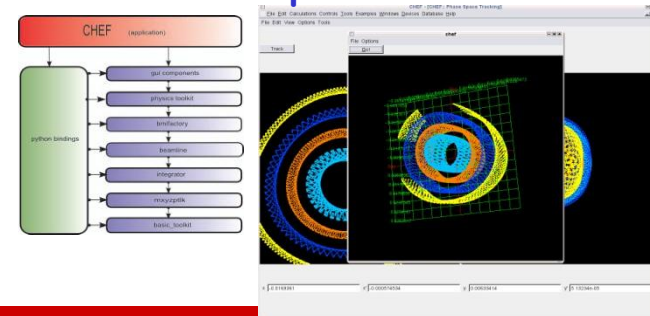 CHEF (application)
gui components
physics toolkit
bmlfactory
beamline
integrator
mxyzptlk
basic_toolkit
python bindings
CHEF - (CHEF: Phase Space Tracking)
File Edit Calculations Controls Tools Examples Windows Devices Database Help
File Edit View Options Tools
Track
chef
File Options
Quit
x
x'
y
y'